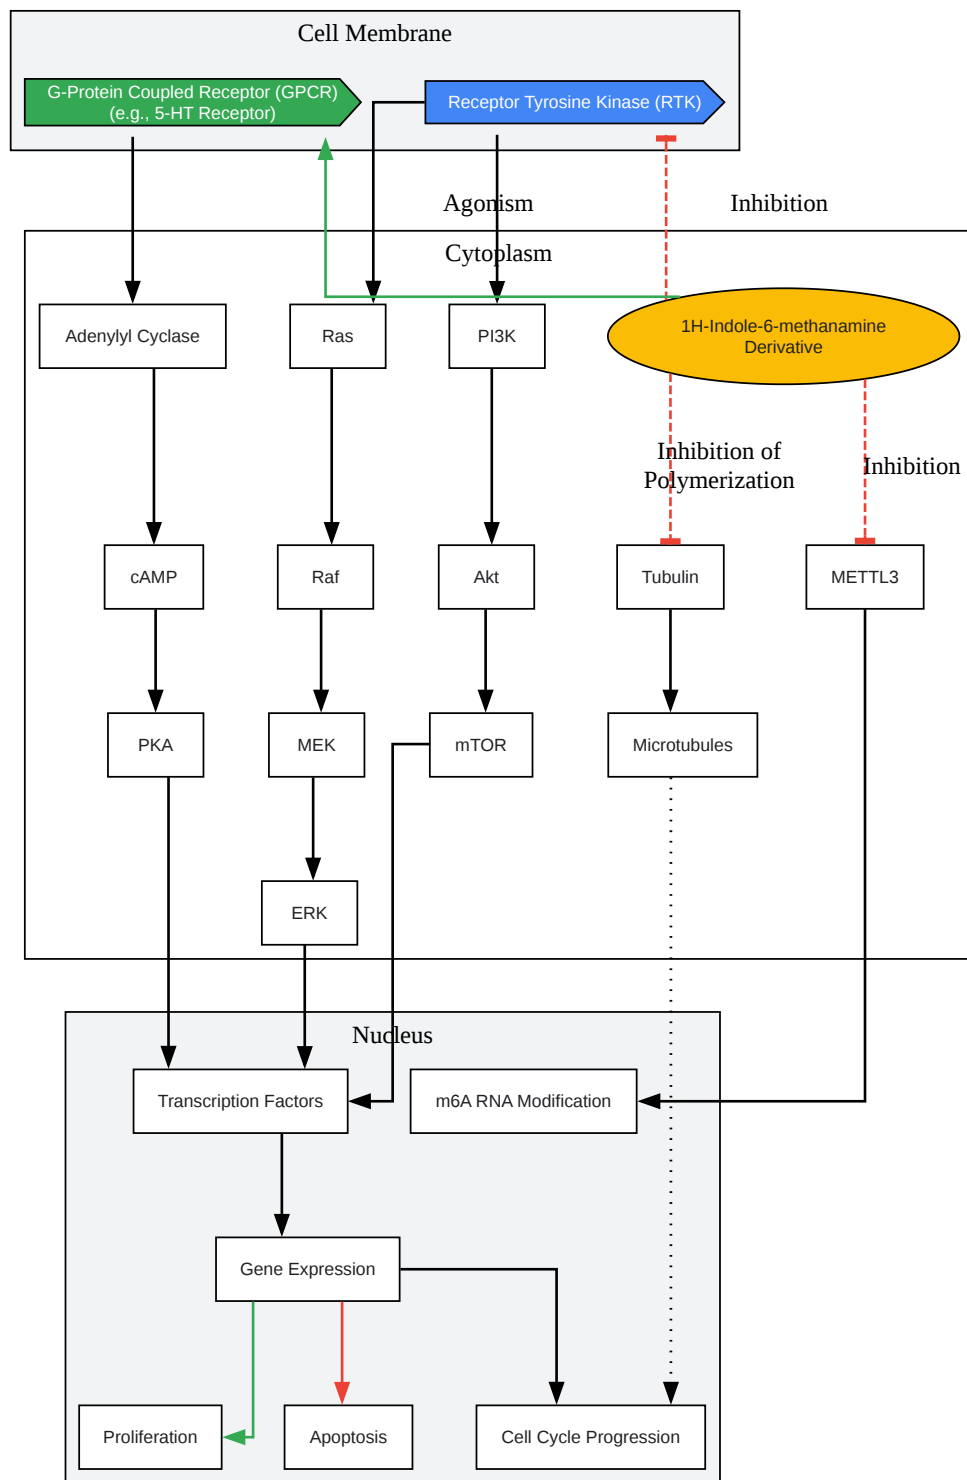 Cell Membrane
G-Protein Coupled Receptor (GPCR)
(e.g., 5-HT Receptor)
Receptor Tyrosine Kinase (RTK)
Agonism
Inhibition
Cytoplasm
Adenylyl Cyclase
Ras
PI3K
1H-Indole-6-methanamine
Derivative
Inhibition of
Polymerization
Inhibition
cAMP
Raf
Akt
Tubulin
METTL3
PKA
MEK
mTOR
Microtubules
ERK
Nucleus
Transcription Factors
m6A RNA Modification
Gene Expression
Proliferation
Apoptosis
Cell Cycle Progression